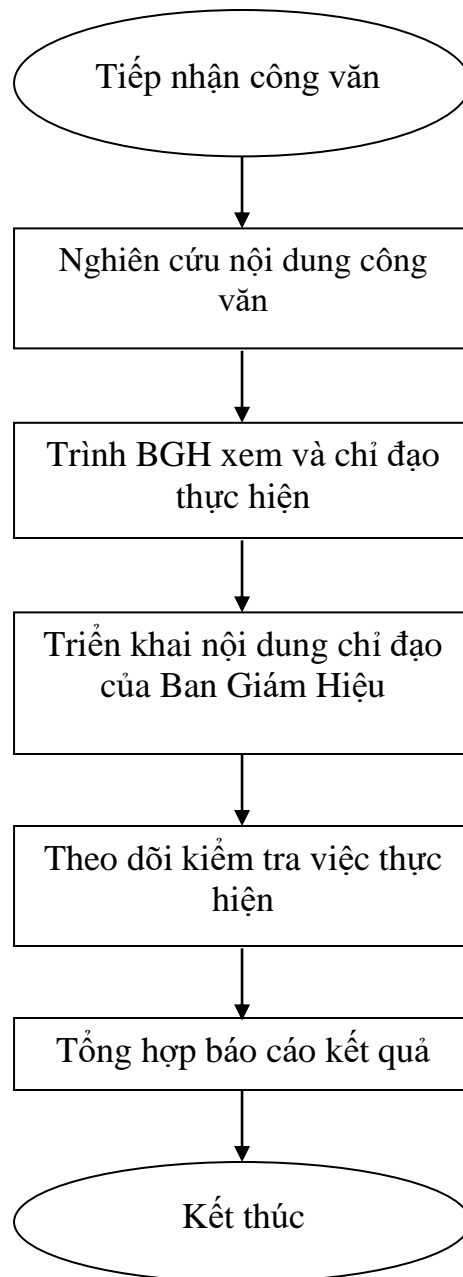 Tiếp nhận công văn
Nghiên cứu nội dung công
văn
Trình BGH xem và chỉ đạo
thực hiện
Triển khai nội dung chỉ đạo
của Ban Giám Hiệu
Theo dõi kiểm tra việc thực
hiện
Tổng hợp báo cáo kết quả
Kết thúc